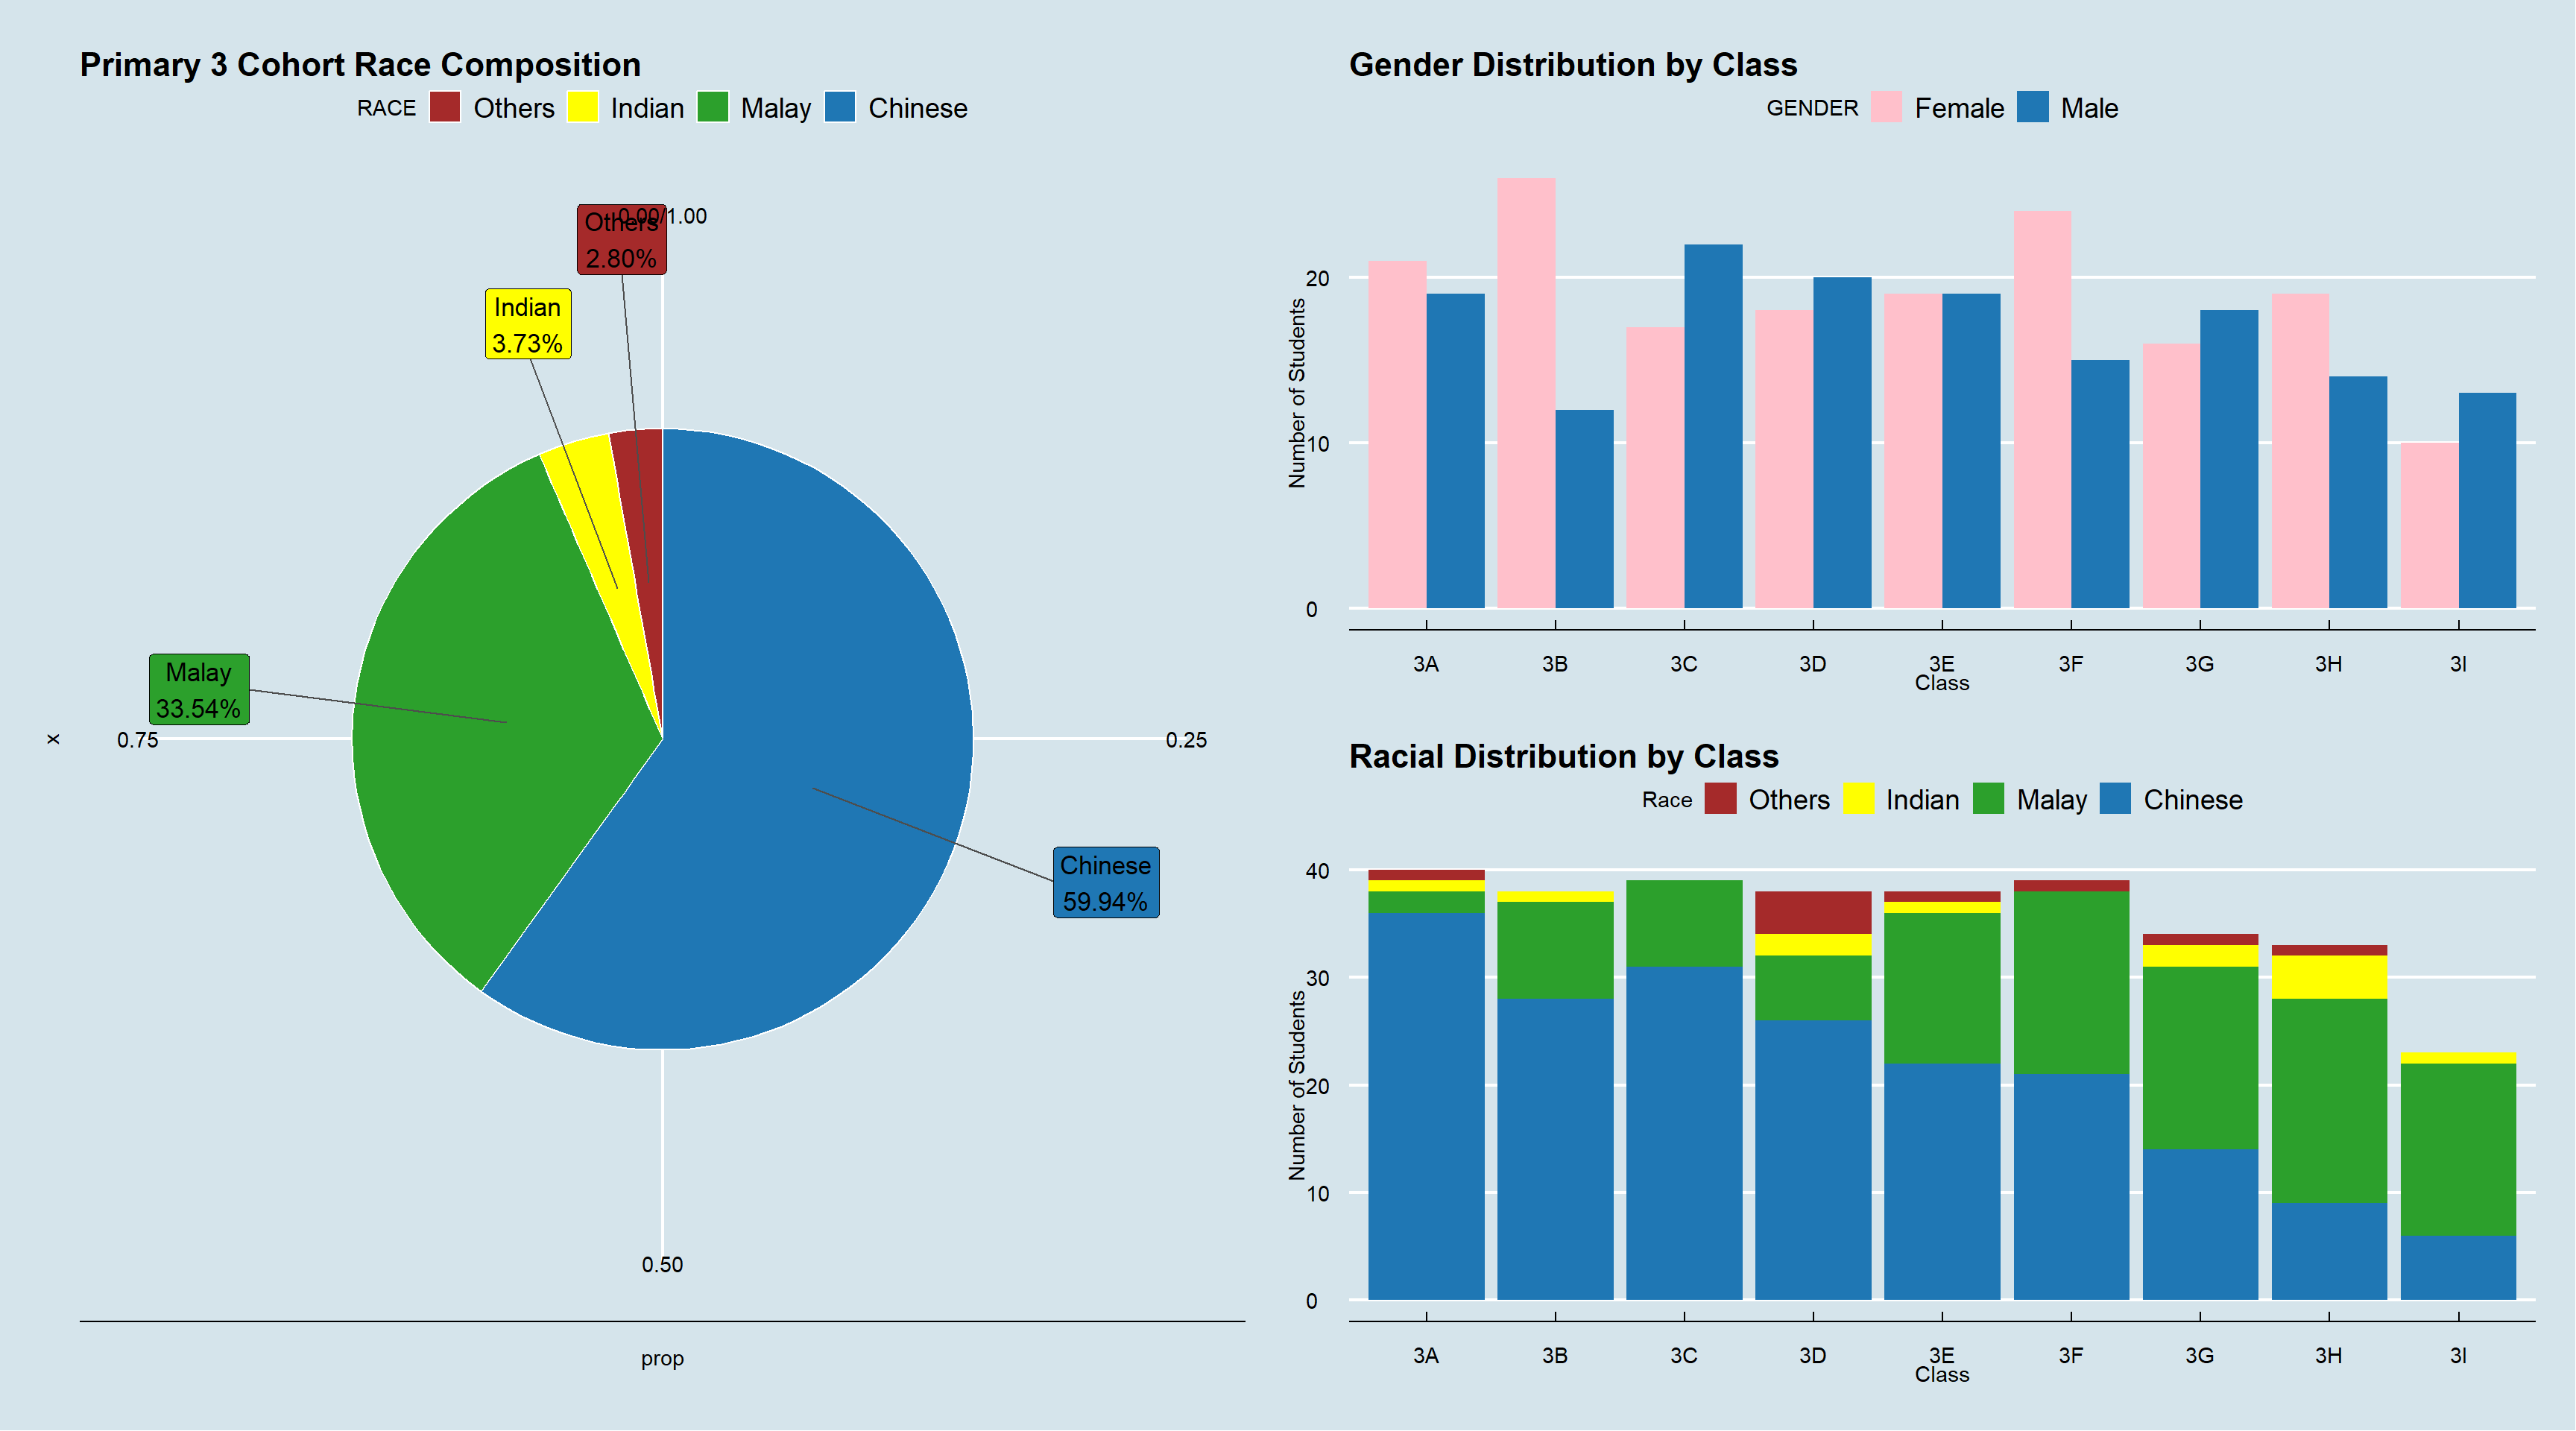 Primary 3 Cohort Race Composition
RACE Others Indian Malay Chinese
0.00/1.00
Others
2.80%
Indian
3.73%
Malay
33.54%
x
0.75
0.25
Chinese
59.94%
0.50
prop
Gender Distribution by Class
GENDER Female Male
Number of Students
20
10
0
3A 3B 3C 3D 3E 3F 3G 3H 3I
Class
Racial Distribution by Class
Race Others Indian Malay Chinese
Number of Students
40
30
20
10
0
3A 3B 3C 3D 3E 3F 3G 3H 3I
Class